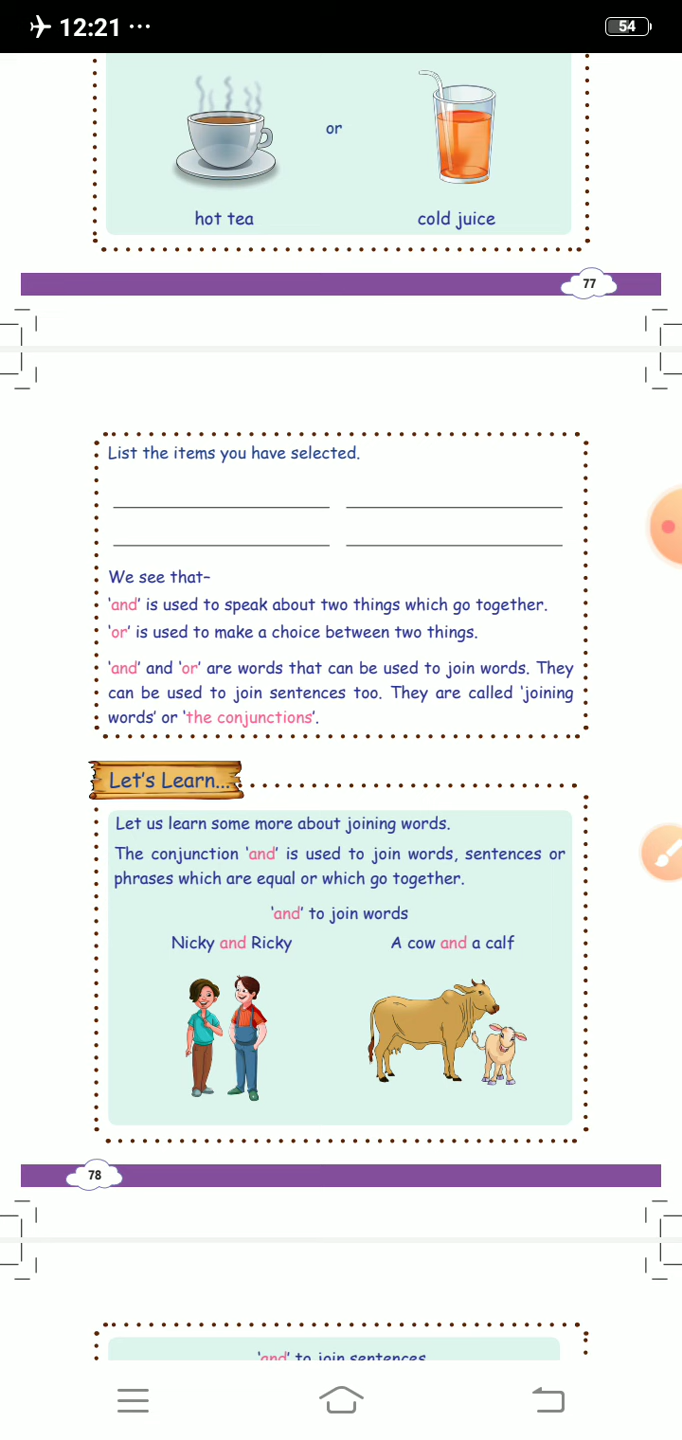 12:21 ...
54
or
hot tea
cold juice
77
List the items you have selected.
We see that–
‘and’ is used to speak about two things which go together.
‘or’ is used to make a choice between two things.
‘and’ and ‘or’ are words that can be used to join words. They
can be used to join sentences too. They are called ‘joining
words’ or ‘the conjunctions’.
Let’s Learn...
Let us learn some more about joining words.
The conjunction ‘and’ is used to join words, sentences or
phrases which are equal or which go together.
‘and’ to join words
Nicky and Ricky
A cow and a calf
78
‘and’ to join sentences